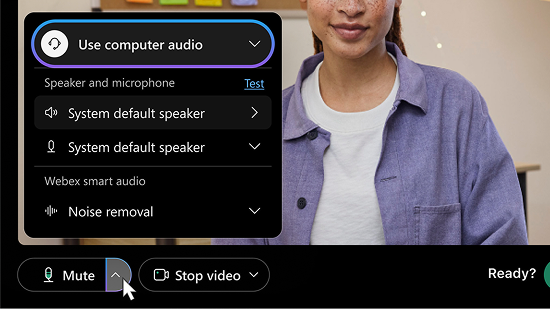 Use computer audio
Speaker and microphone Test
System default speaker
System default speaker
Webex smart audio
Noise removal
Mute
Stop video
Ready?